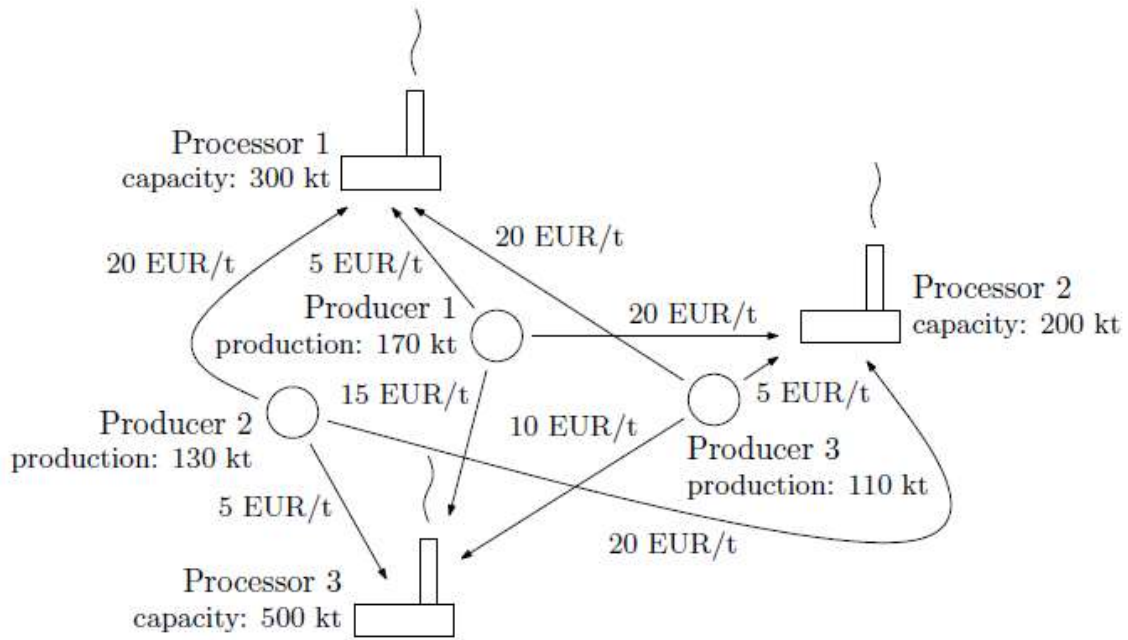 Processor 1
capacity: 300 kt
20 EUR/t
20 EUR/t
5 EUR/t
Processor 2
capacity: 200 kt
Producer 1
production: 170 kt
20 EUR/t
15 EUR/t
5 EUR/t
Producer 2
production: 130 kt
10 EUR/t
Producer 3
production: 110 kt
5 EUR/t
20 EUR/t
Processor 3
capacity: 500 kt